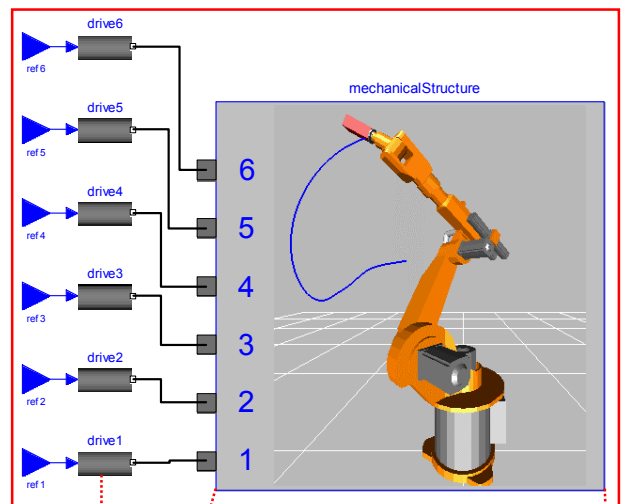 drive6
ref 6
mechanicalStructure
drive5
ref 5
6
drive4
5
ref 4
drive3
4
ref 3
3
drive2
2
ref 2
drive1
1
ref 1